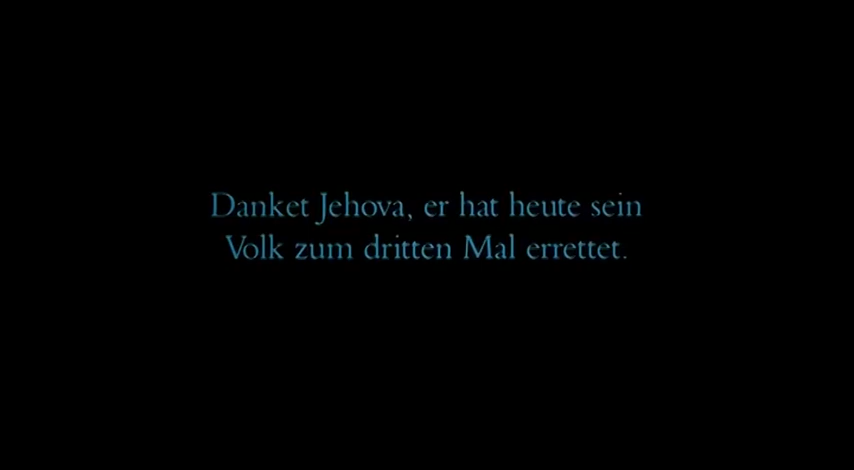 Danket Jehova, er hat heute sein
Volk zum dritten Mal errettet.